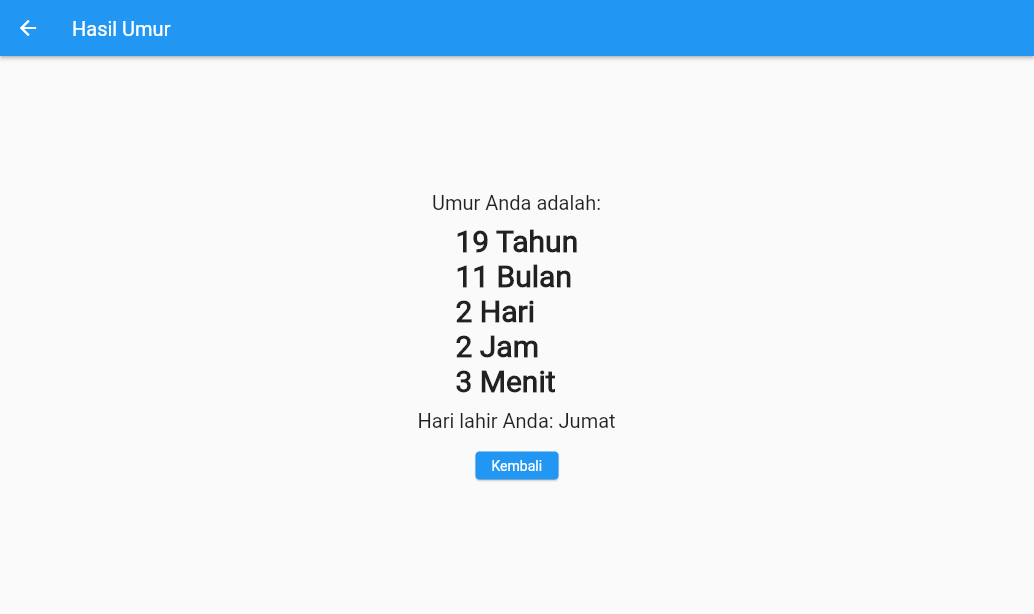 Hasil Umur
Umur Anda adalah:
19 Tahun
11 Bulan
2 Hari
2 Jam
3 Menit
Hari lahir Anda: Jumat
Kembali